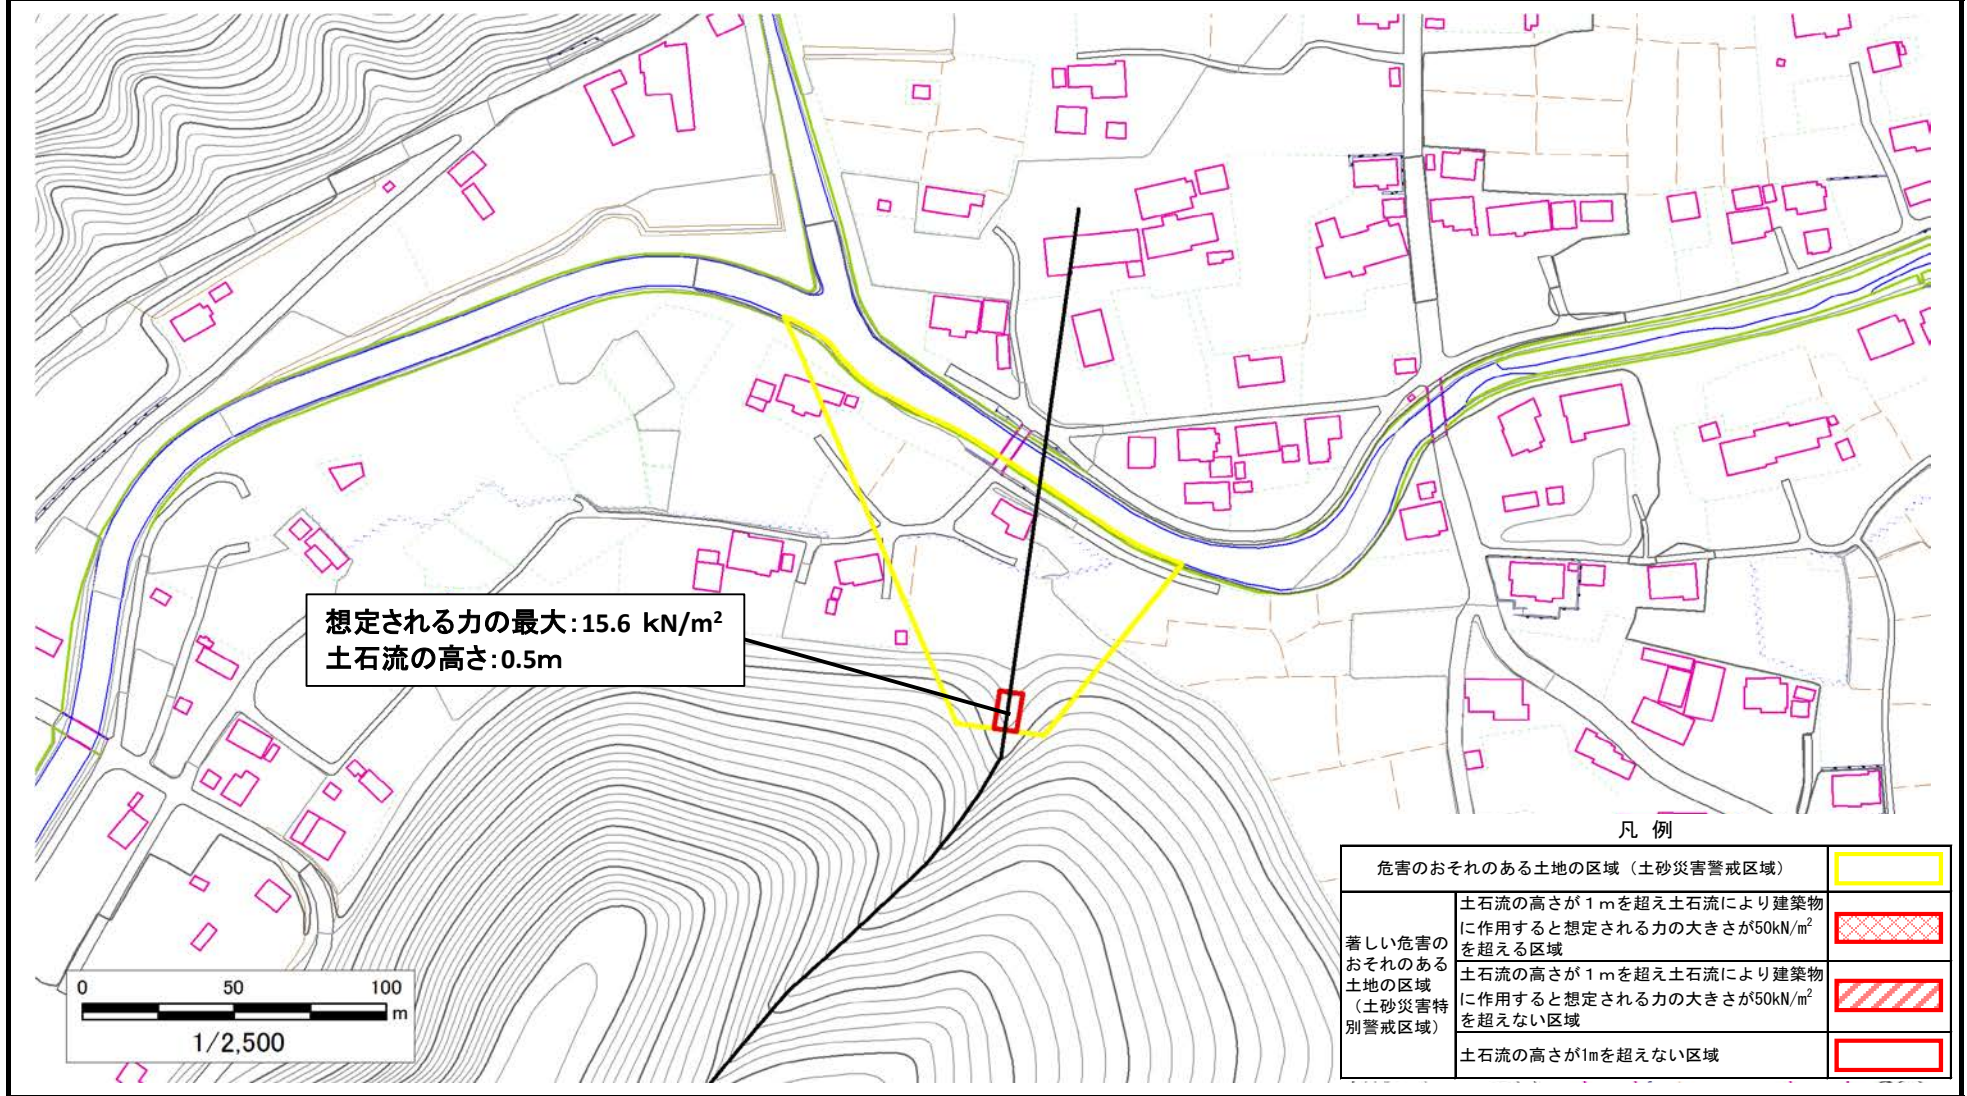 想定される力の最大:15.6 kN/m²
土石流の高さ:0.5m
0 50 100
m
1/2,500
凡 例
危害のおそれのある土地の区域（土砂災害警戒区域）
著しい危害の
おそれのある
土地の区域
（土砂災害特
別警戒区域）
土石流の高さが１ｍを超え土石流により建築物
に作用すると想定される力の大きさが50kN/m²
を超える区域
土石流の高さが１ｍを超え土石流により建築物
に作用すると想定される力の大きさが50kN/m²
を超えない区域
土石流の高さが1mを超えない区域